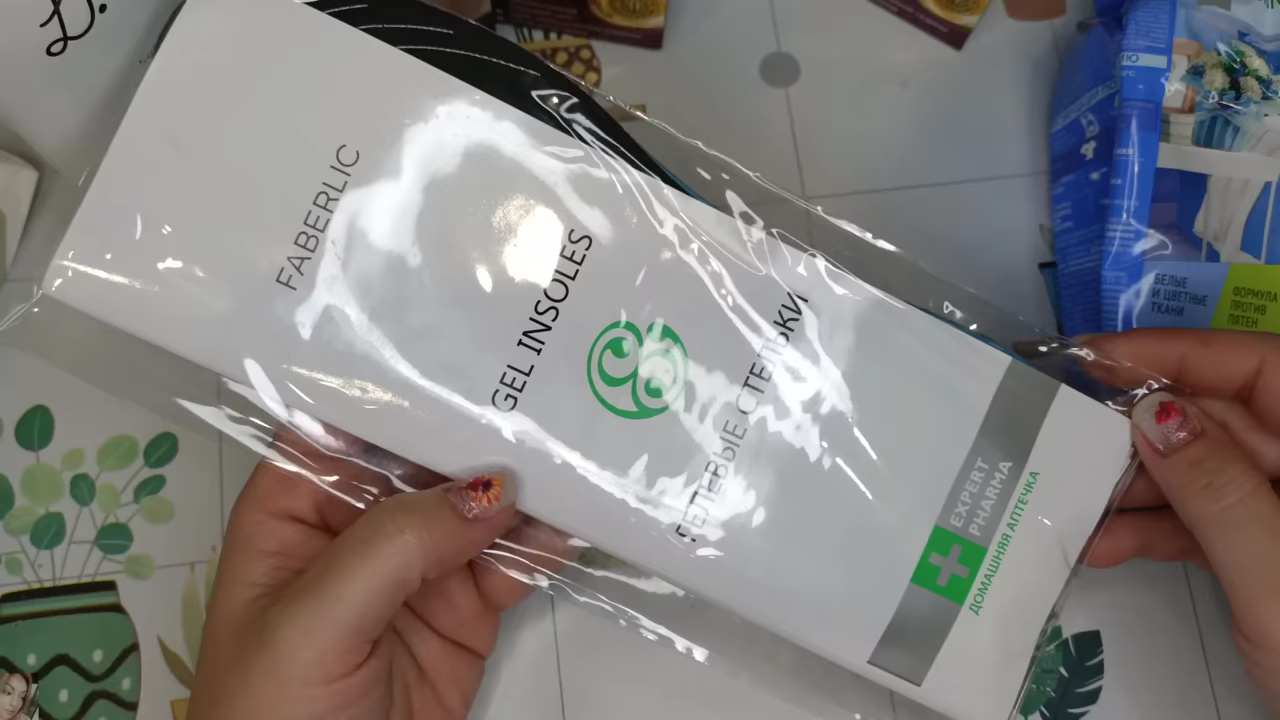 D.
FABERLIC
GEL INSOLES
ГЕЛЕВЫЕ СТЕЛЬКИ
EXPERT
PHARMA
ДОМАШНЯЯ АПТЕЧКА
БЕЛЫЕ
И ЦВЕТНЫЕ
ТКАНИ
ФОРМУЛА
ПРОТИВ
ПЯТЕН